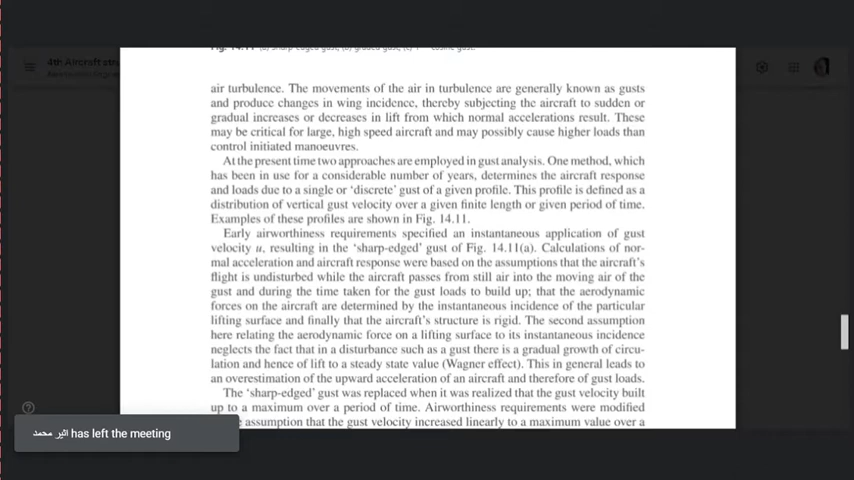 4th Aircraft stru
air turbulence. The movements of the air in turbulence are generally known as gusts
and produce changes in wing incidence, thereby subjecting the aircraft to sudden or
gradual increases or decreases in lift from which normal accelerations result. These
may be critical for large, high speed aircraft and may possibly cause higher loads than
control initiated manoeuvres.
At the present time two approaches are employed in gust analysis. One method, which
has been in use for a considerable number of years, determines the aircraft response
and loads due to a single or ‘discrete’ gust of a given profile. This profile is defined as a
distribution of vertical gust velocity over a given finite length or given period of time.
Examples of these profiles are shown in Fig. 14.11.
Early airworthiness requirements specified an instantaneous application of gust
velocity u, resulting in the ‘sharp-edged’ gust of Fig. 14.11(a). Calculations of nor-
mal acceleration and aircraft response were based on the assumptions that the aircraft’s
flight is undisturbed while the aircraft passes from still air into the moving air of the
gust and during the time taken for the gust loads to build up; that the aerodynamic
forces on the aircraft are determined by the instantaneous incidence of the particular
lifting surface and finally that the aircraft’s structure is rigid. The second assumption
here relating the aerodynamic force on a lifting surface to its instantaneous incidence
neglects the fact that in a disturbance such as a gust there is a gradual growth of circu-
lation and hence of lift to a steady state value (Wagner effect). This in general leads to
an overestimation of the upward acceleration of an aircraft and therefore of gust loads.
The ‘sharp-edged’ gust was replaced when it was realized that the gust velocity built
up to a maximum over a period of time. Airworthiness requirements were modified
assumption that the gust velocity increased linearly to a maximum value over a
اثير محمد has left the meeting